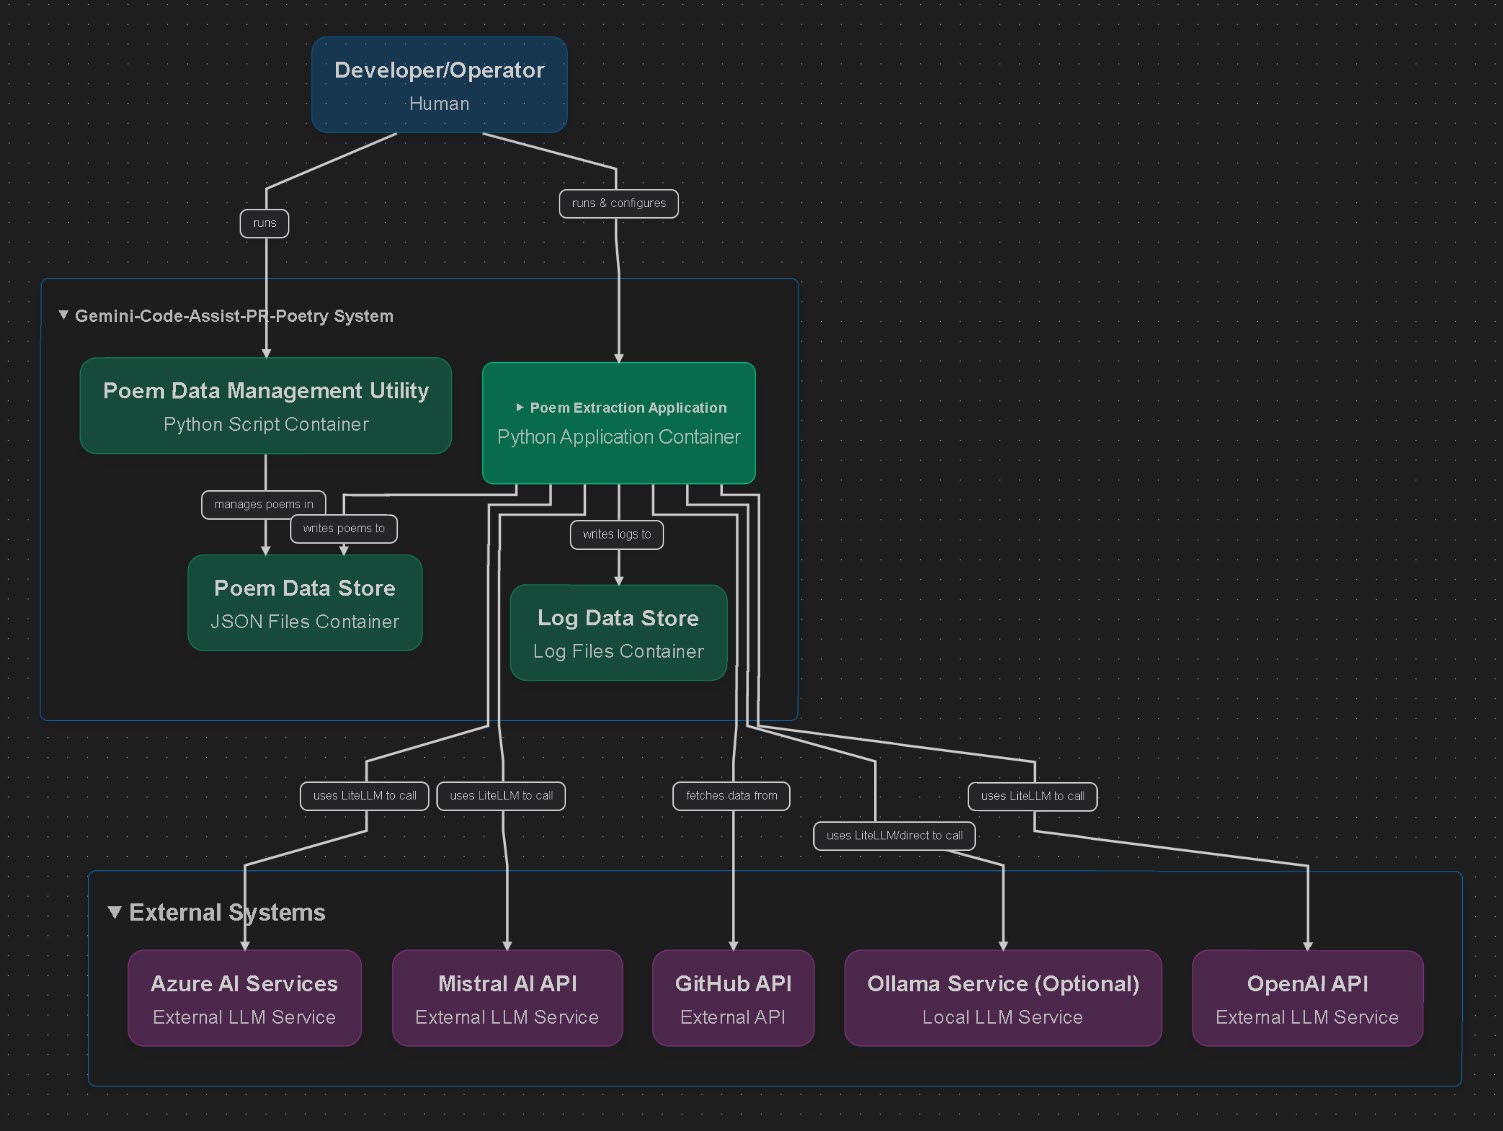 Developer/Operator
Human
runs
runs & configures
▼ Gemini-Code-Assist-PR-Poetry System
Poem Data Management Utility
Python Script Container
▸ Poem Extraction Application
Python Application Container
manages poems in
writes poems to
writes logs to
Poem Data Store
JSON Files Container
Log Data Store
Log Files Container
uses LiteLLM to call
uses LiteLLM to call
fetches data from
uses LiteLLM/direct to call
uses LiteLLM to call
▼ External Systems
Azure AI Services
External LLM Service
Mistral AI API
External LLM Service
GitHub API
External API
Ollama Service (Optional)
Local LLM Service
OpenAI API
External LLM Service